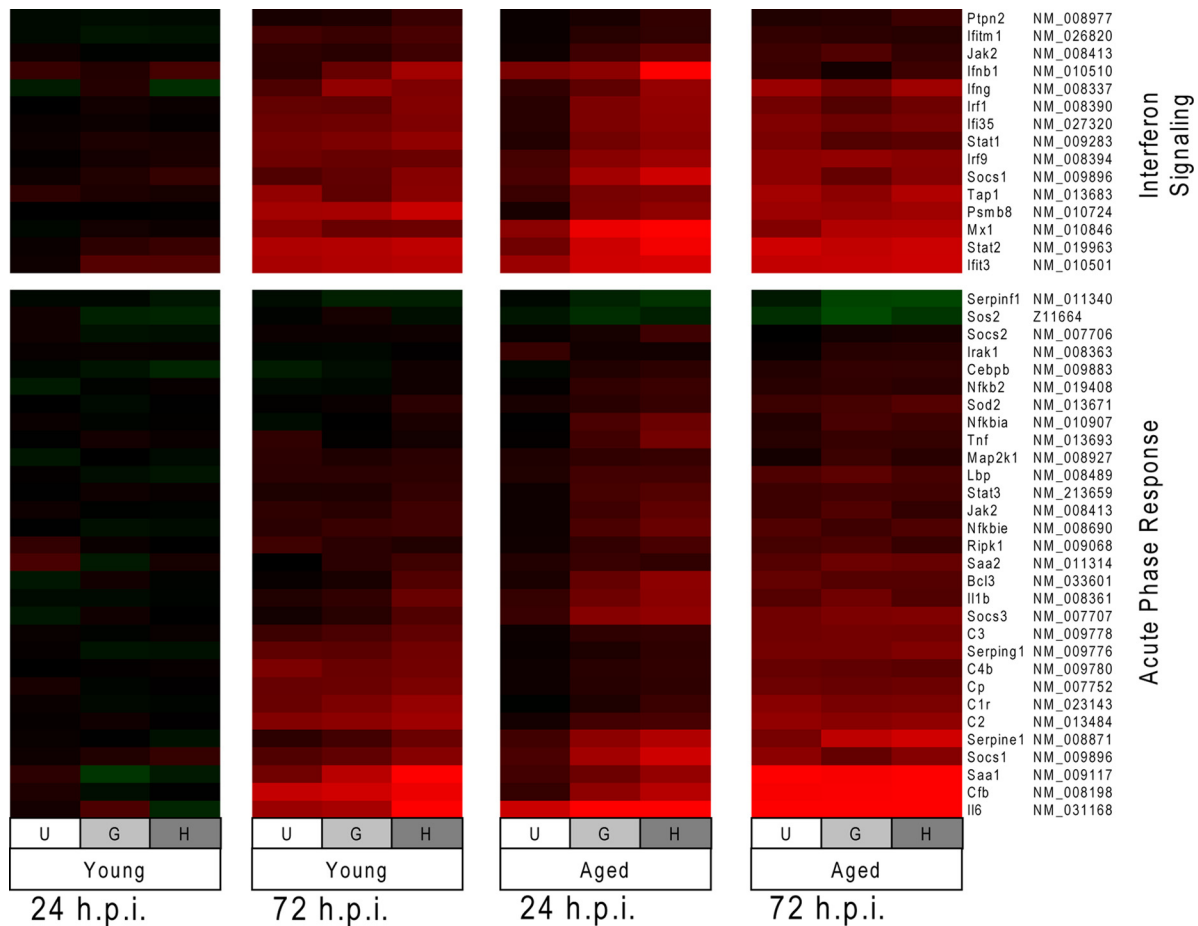 Ptpn2 NM_008977
Ifitm1 NM_026820
Jak2 NM_008413
Ifnb1 NM_010510
Ifng NM_008337
Irf1 NM_008390
Ifi35 NM_027320
Stat1 NM_009283
Irf9 NM_008394
Socs1 NM_009896
Tap1 NM_013683
Psmb8 NM_010724
Mx1 NM_010846
Stat2 NM_019963
Ifit3 NM_010501
Interferon
Signaling
Serpinf1 NM_011340
Sos2 Z11664
Socs2 NM_007706
Irak1 NM_008363
Cebpb NM_009883
Nfkb2 NM_019408
Sod2 NM_013671
Nfkbia NM_010907
Tnf NM_013693
Map2k1 NM_008927
Lbp NM_008489
Stat3 NM_213659
Jak2 NM_008413
Nfkbie NM_008690
Ripk1 NM_009068
Saa2 NM_011314
Bcl3 NM_033601
Il1b NM_008361
Socs3 NM_007707
C3 NM_009778
Serping1 NM_009776
C4b NM_009780
Cp NM_007752
C1r NM_023143
C2 NM_013484
Serpine1 NM_008871
Socs1 NM_009896
Saa1 NM_009117
Cfb NM_008198
Il6 NM_031168
Acute Phase Response
U G H U G H U G H U G H
Young Young Aged Aged
24 h.p.i. 72 h.p.i. 24 h.p.i. 72 h.p.i.